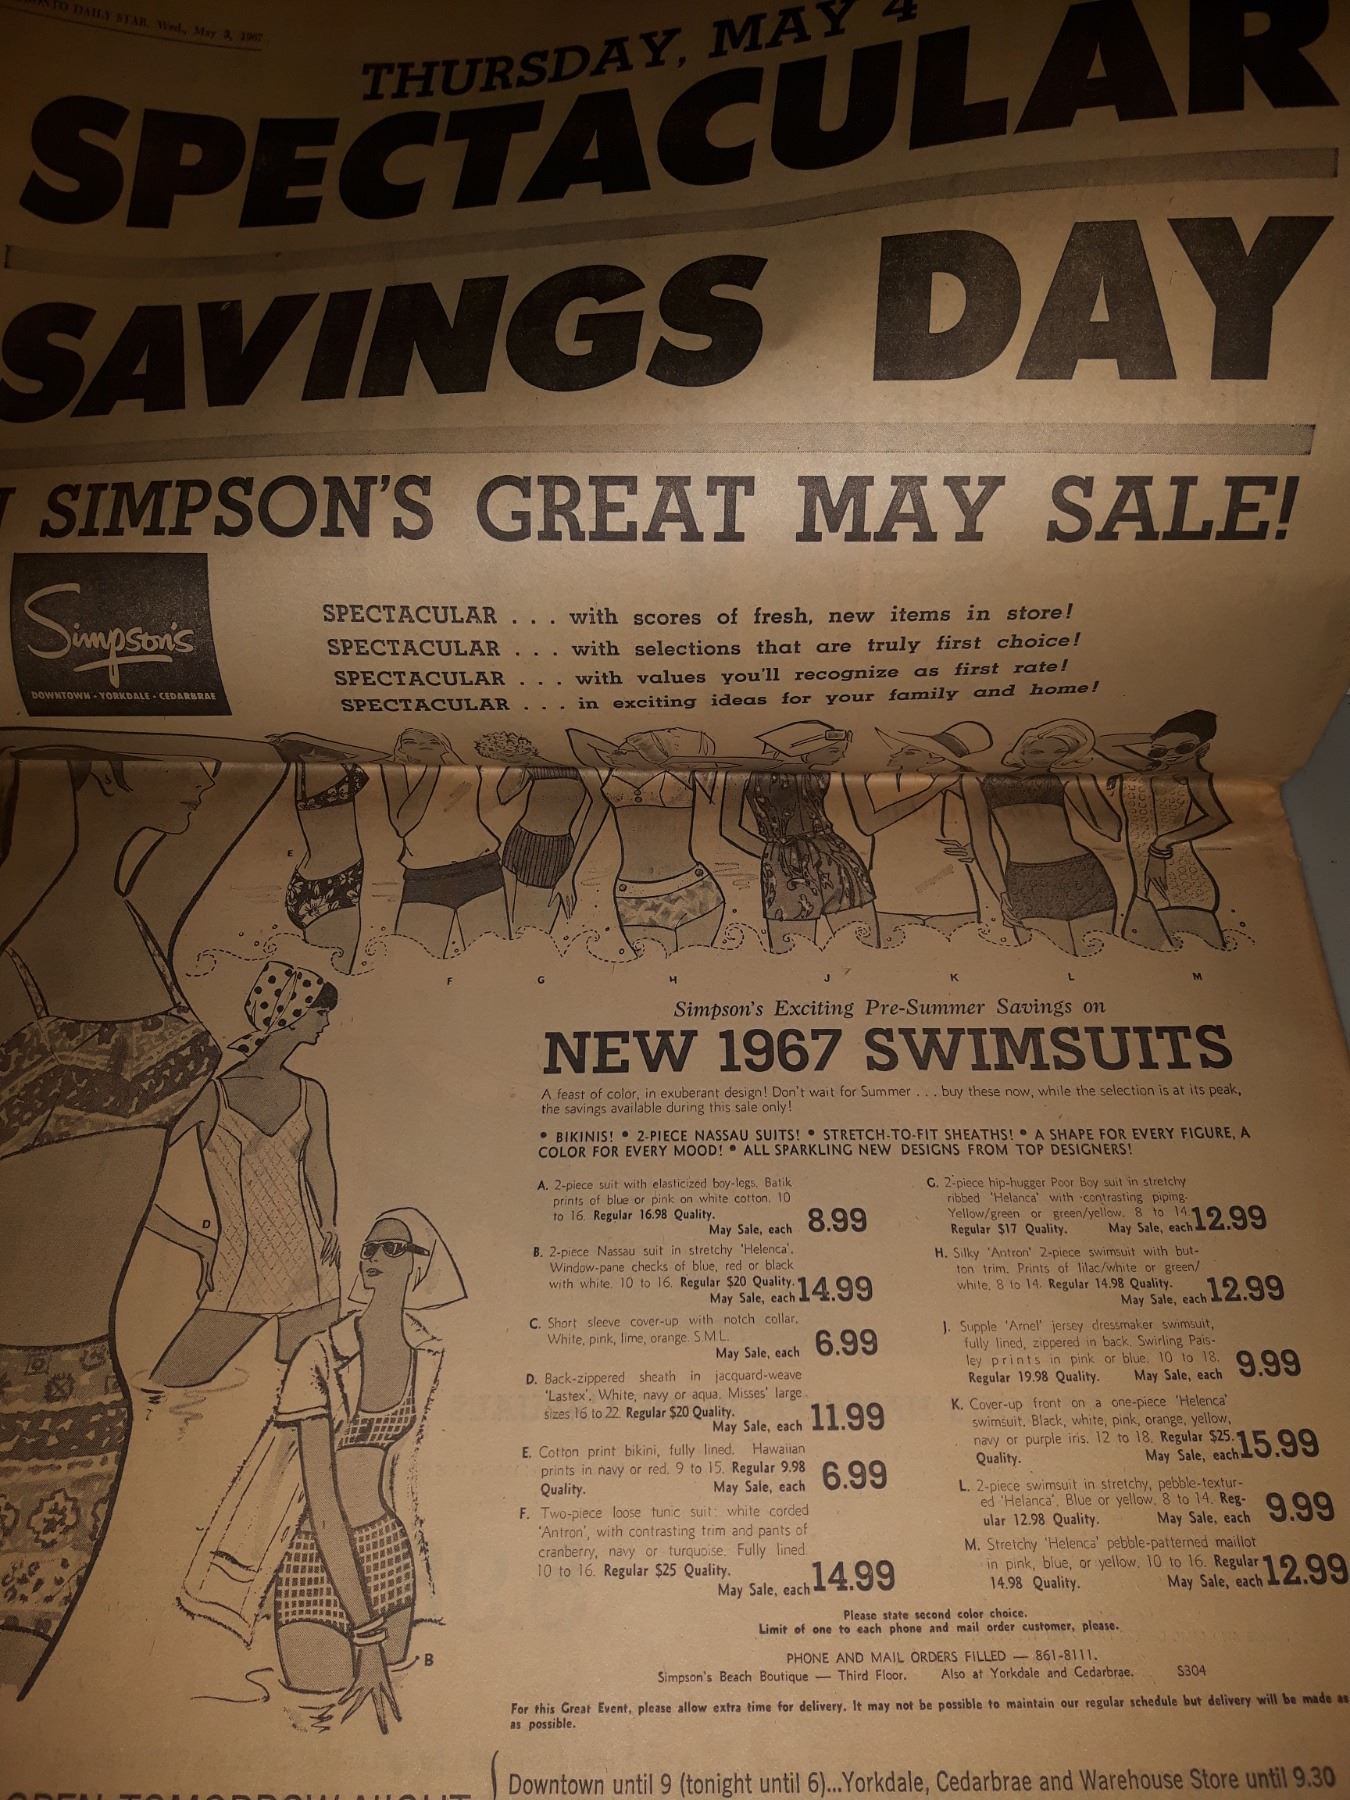 TORONTO DAILY STAR, Wed., May 3, 1967
THURSDAY, MAY 4
SPECTACULAR
SAVINGS DAY
SIMPSON'S GREAT MAY SALE!
Simpson's
DOWNTOWN - YORKDALE - CEDARBRAE
SPECTACULAR . . . with scores of fresh, new items in store!
SPECTACULAR . . . with selections that are truly first choice!
SPECTACULAR . . . with values you'll recognize as first rate!
SPECTACULAR . . . in exciting ideas for your family and home!
E
F G H J K L M
D
B
Simpson's Exciting Pre-Summer Savings on
NEW 1967 SWIMSUITS
A feast of color, in exuberant design! Don't wait for Summer . . . buy these now, while the selection is at its peak,
the savings available during this sale only!
• BIKINIS! • 2-PIECE NASSAU SUITS! • STRETCH-TO-FIT SHEATHS! • A SHAPE FOR EVERY FIGURE, A
COLOR FOR EVERY MOOD! • ALL SPARKLING NEW DESIGNS FROM TOP DESIGNERS!
A. 2-piece suit with elasticized boy-legs. Batik
prints of blue or pink on white cotton. 10
to 16. Regular 16.98 Quality.
May Sale, each 8.99
B. 2-piece Nassau suit in stretchy 'Helenca'.
Window-pane checks of blue, red or black
with white. 10 to 16. Regular $20 Quality.
May Sale, each 14.99
C. Short sleeve cover-up with notch collar.
White, pink, lime, orange. S.M.L.
May Sale, each 6.99
D. Back-zippered sheath in jacquard-weave
'Lastex'. White, navy or aqua. Misses' large
sizes 16 to 22. Regular $20 Quality.
May Sale, each 11.99
E. Cotton print bikini, fully lined. Hawaiian
prints in navy or red. 9 to 15. Regular 9.98
Quality. May Sale, each 6.99
F. Two-piece loose tunic suit: white corded
'Antron', with contrasting trim and pants of
cranberry, navy or turquoise. Fully lined.
10 to 16. Regular $25 Quality.
May Sale, each 14.99
G. 2-piece hip-hugger Poor Boy suit in stretchy
ribbed 'Helanca' with contrasting piping.
Yellow/green or green/yellow. 8 to 14.
Regular $17 Quality. May Sale, each 12.99
H. Silky 'Antron' 2-piece swimsuit with but-
ton trim. Prints of lilac/white or green/
white, 8 to 14. Regular 14.98 Quality.
May Sale, each 12.99
J. Supple 'Arnel' jersey dressmaker swimsuit,
fully lined, zippered in back. Swirling Pais-
ley prints in pink or blue. 10 to 18.
Regular 19.98 Quality. May Sale, each 9.99
K. Cover-up front on a one-piece 'Helenca'
swimsuit. Black, white, pink, orange, yellow,
navy or purple iris. 12 to 18. Regular $25.
Quality. May Sale, each 15.99
L. 2-piece swimsuit in stretchy, pebble-textur-
ed 'Helanca'. Blue or yellow. 8 to 14. Reg-
ular 12.98 Quality. May Sale, each 9.99
M. Stretchy 'Helenca' pebble-patterned maillot
in pink, blue, or yellow. 10 to 16. Regular
14.98 Quality. May Sale, each 12.99
Please state second color choice.
Limit of one to each phone and mail order customer, please.
PHONE AND MAIL ORDERS FILLED — 861-8111.
Simpson's Beach Boutique — Third Floor. Also at Yorkdale and Cedarbrae. S304
For this Great Event, please allow extra time for delivery. It may not be possible to maintain our regular schedule but delivery will be made as
as possible.
OPEN TOMORROW NIGHT
Downtown until 9 (tonight until 6)...Yorkdale, Cedarbrae and Warehouse Store until 9.30